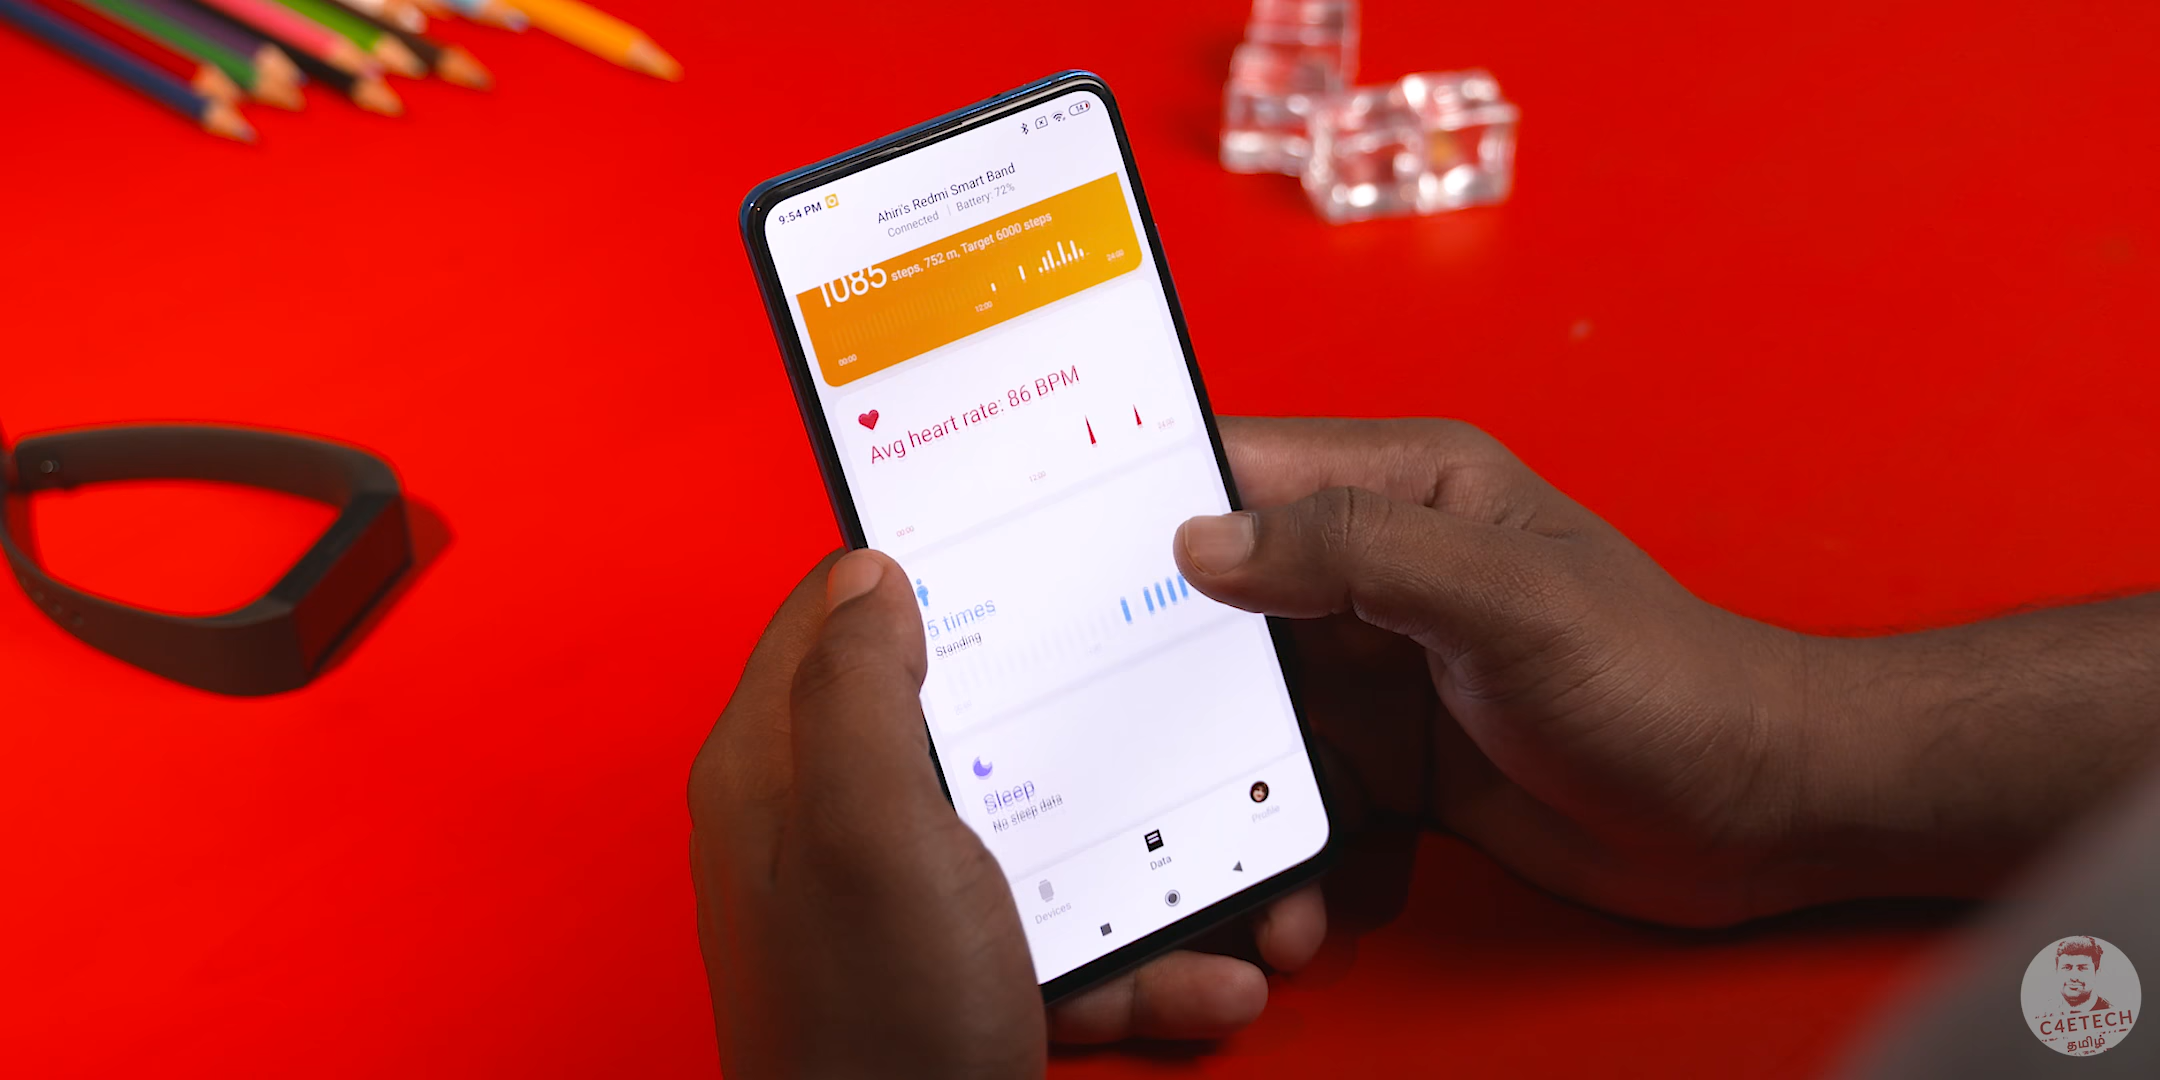 9:54 PM
14
Ahiri's Redmi Smart Band
Connected | Battery: 72%
1085 steps, 752 m, Target 6000 steps
00:00
12:00
24:00
Avg heart rate: 86 BPM
00:00
12:00
24:00
5 times
Standing
Sleep
No sleep data
Devices
Data
Profile
C4ETECH
தமிழ்